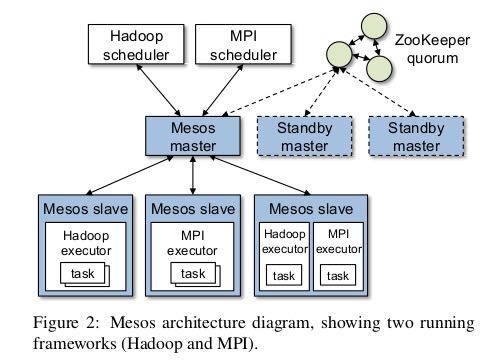 Hadoop
scheduler
MPI
scheduler
ZooKeeper
quorum
Mesos
master
Standby
master
Standby
master
Mesos slave
Hadoop
executor
task
Mesos slave
MPI
executor
task
Mesos slave
Hadoop
executor
task
MPI
executor
task
Figure 2: Mesos architecture diagram, showing two running
frameworks (Hadoop and MPI).